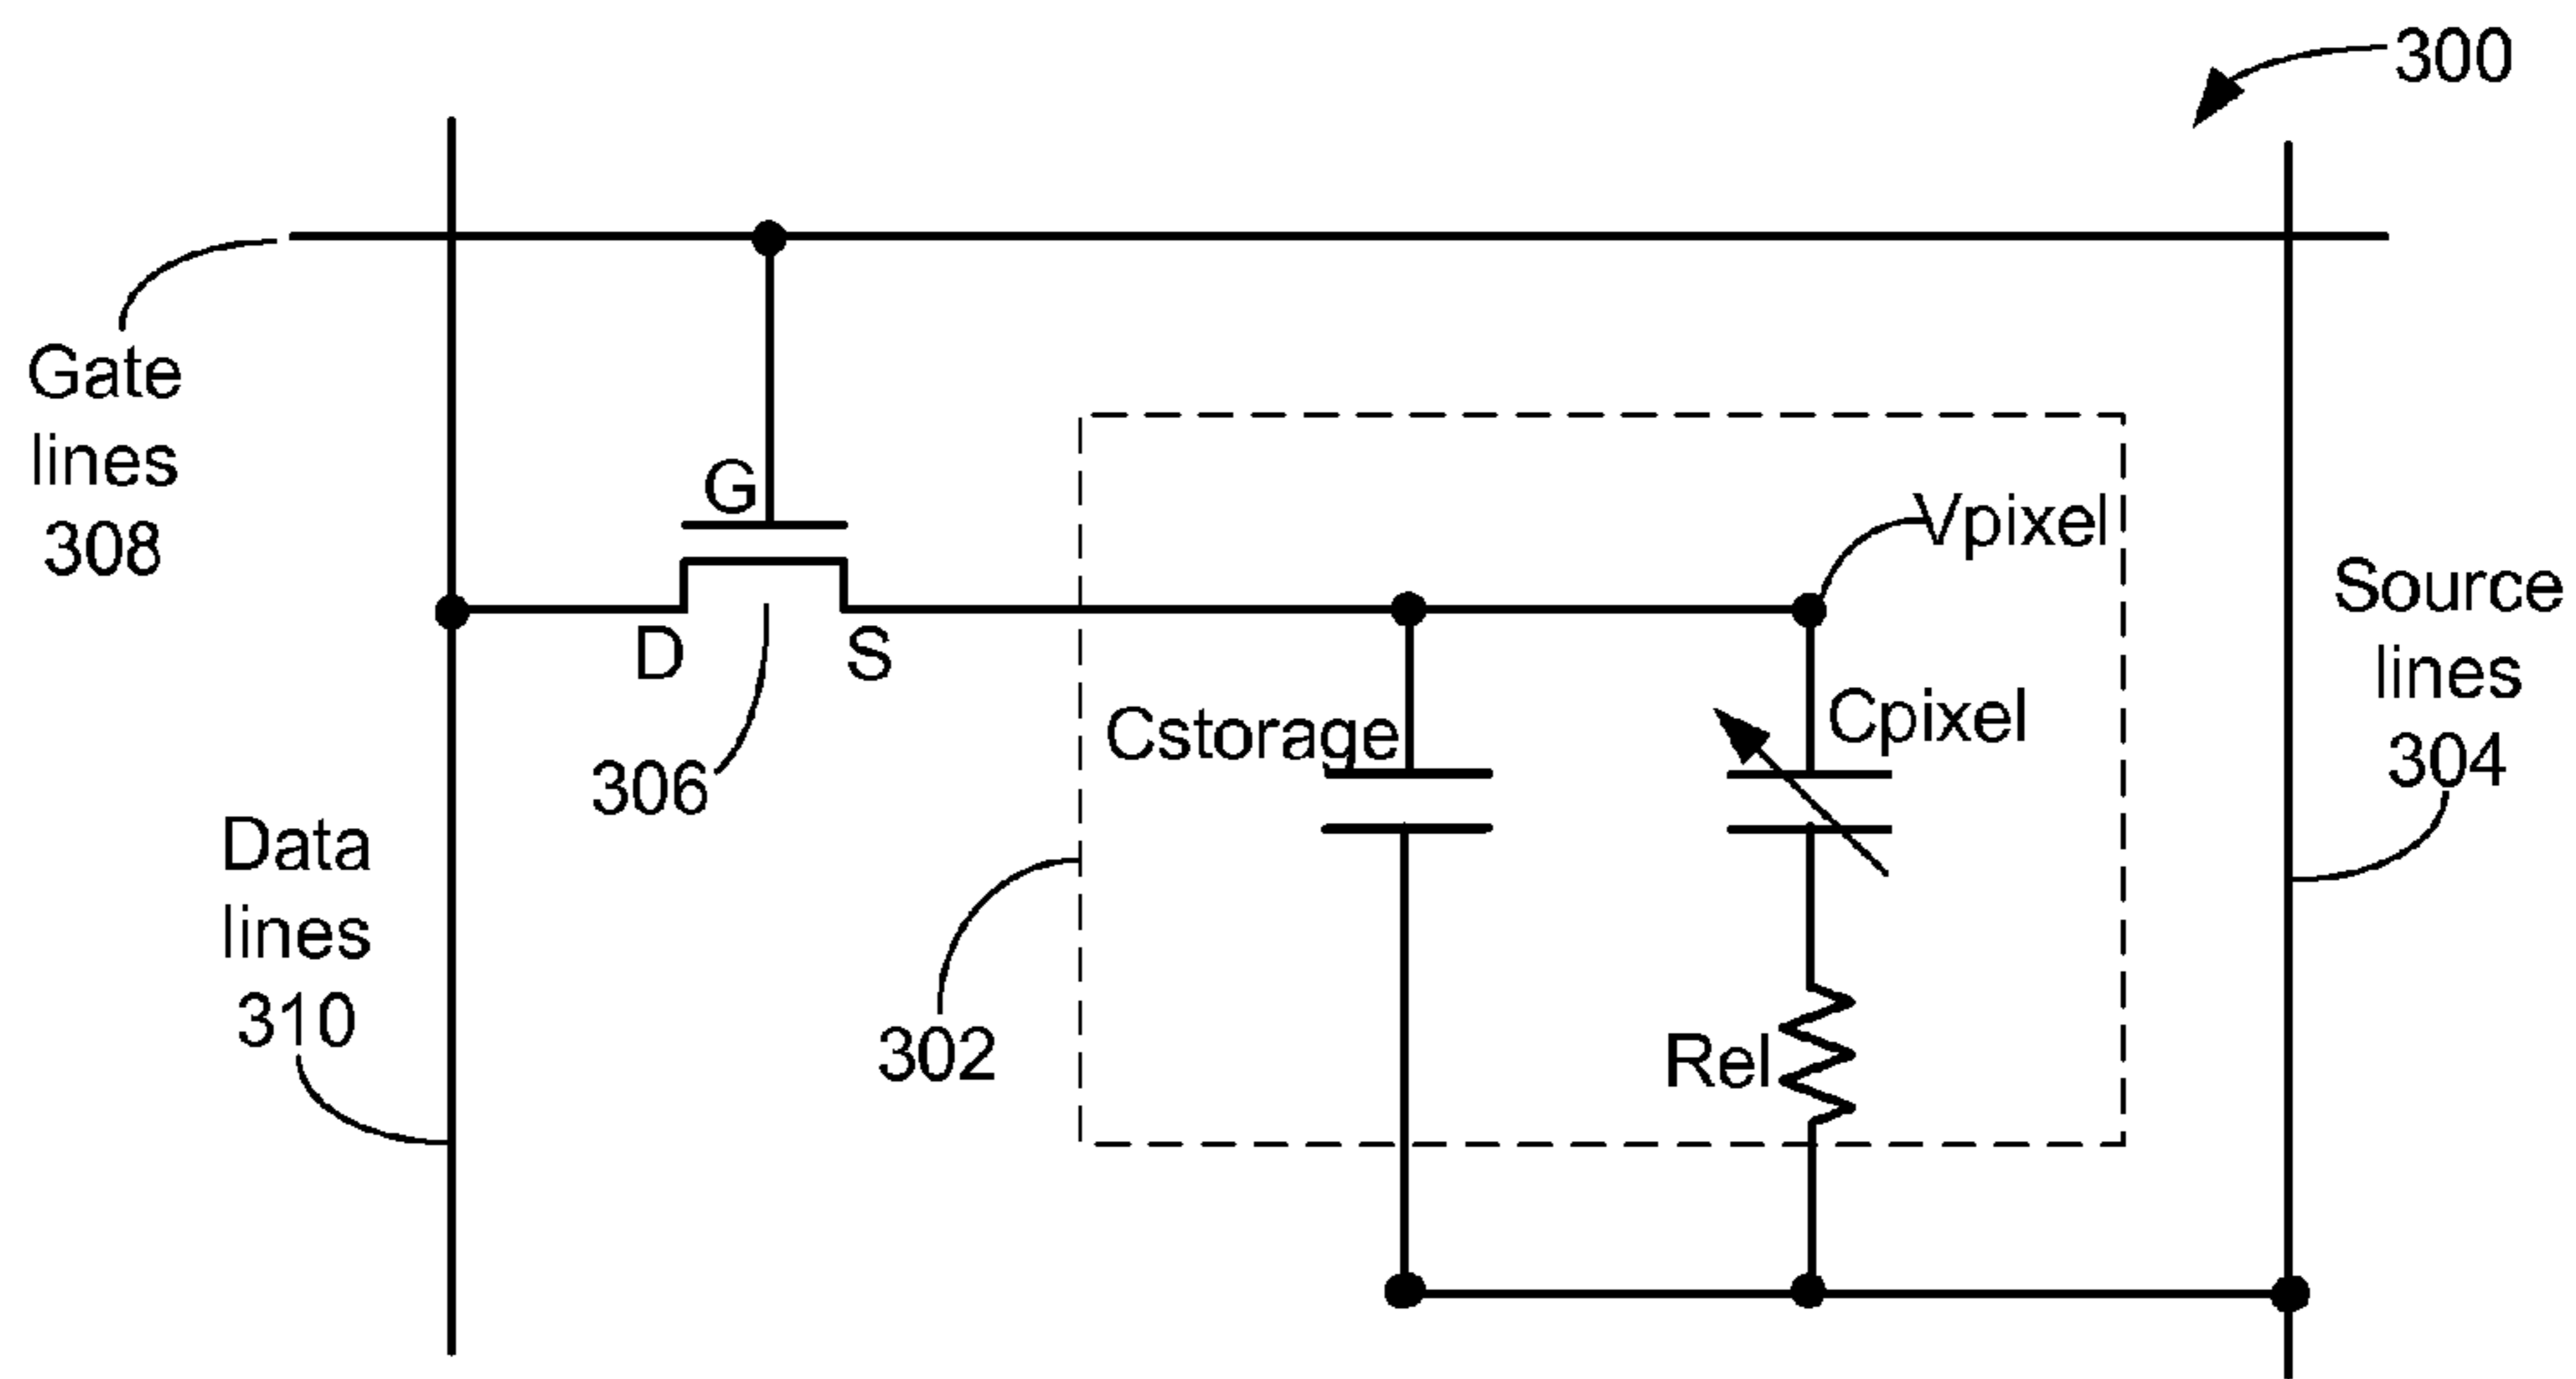 300
Gate
lines
308
G
Vpixel
D
S
Source
lines
304
Cstorage
Cpixel
306
Data
lines
310
302
Rel